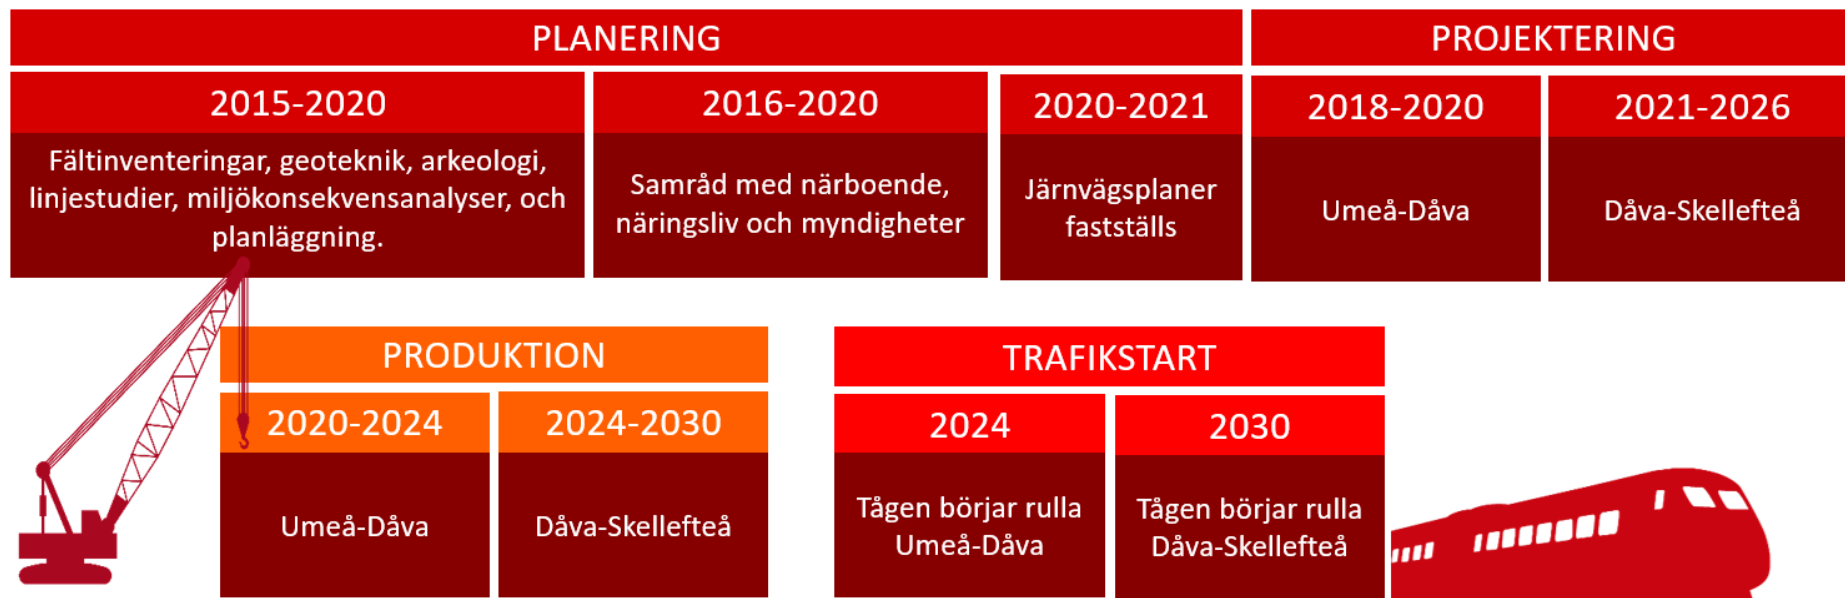 PLANERING
PROJEKTERING
2015-2020
2016-2020
2020-2021
2018-2020
2021-2026
Fältinventeringar, geoteknik, arkeologi,
linjestudier, miljökonsekvensanalyser, och
planläggning.
Samråd med närboende,
näringsliv och myndigheter
Järnvägsplaner
fastställs
Umeå-Dåva
Dåva-Skellefteå
PRODUKTION
2020-2024
2024-2030
Umeå-Dåva
Dåva-Skellefteå
TRAFIKSTART
2024
2030
Tågen börjar rulla
Umeå-Dåva
Tågen börjar rulla
Dåva-Skellefteå